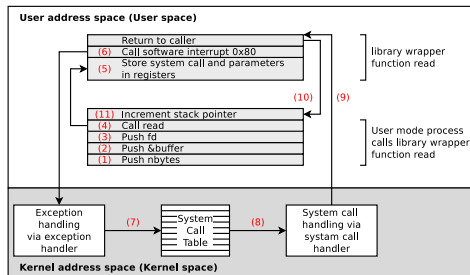 User address space (User space)
Return to caller
(6) Call software interrupt 0x80
(5) Store system call and parameters
in registers
library wrapper
function read
(10)
(9)
(11) Increment stack pointer
(4) Call read
(3) Push fd
(2) Push &buffer
(1) Push nbytes
User mode process
calls library wrapper
function read
Exception
handling
via exception
handler
(7)
System
Call
Table
(8)
System call
handling via
systam call
handler
Kernel address space (Kernel space)